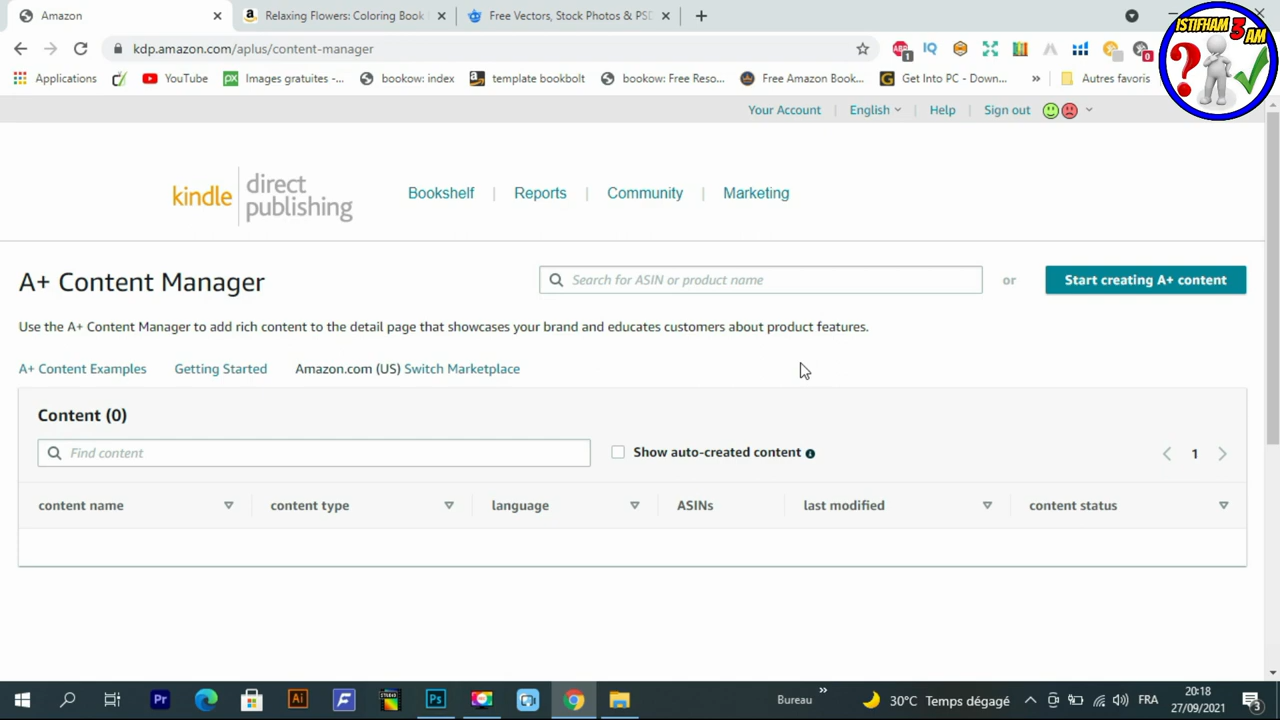 Amazon
Relaxing Flowers: Coloring Book
Free Vectors, Stock Photos & PSD
kdp.amazon.com/aplus/content-manager
ISTIFHAM 3 AM
Applications
YouTube
Images gratuites -...
bookow: index
template bookbolt
bookow: Free Reso...
Free Amazon Book...
Get Into PC - Down...
»
Autres favoris
Your Account
English
Help
Sign out
kindle direct publishing
Bookshelf
Reports
Community
Marketing
A+ Content Manager
Search for ASIN or product name
or
Start creating A+ content
Use the A+ Content Manager to add rich content to the detail page that showcases your brand and educates customers about product features.
A+ Content Examples
Getting Started
Amazon.com (US) Switch Marketplace
Content (0)
Find content
Show auto-created content
1
content name
content type
language
ASINs
last modified
content status
Bureau
»
30°C Temps dégagé
FRA
20:18
27/09/2021
3